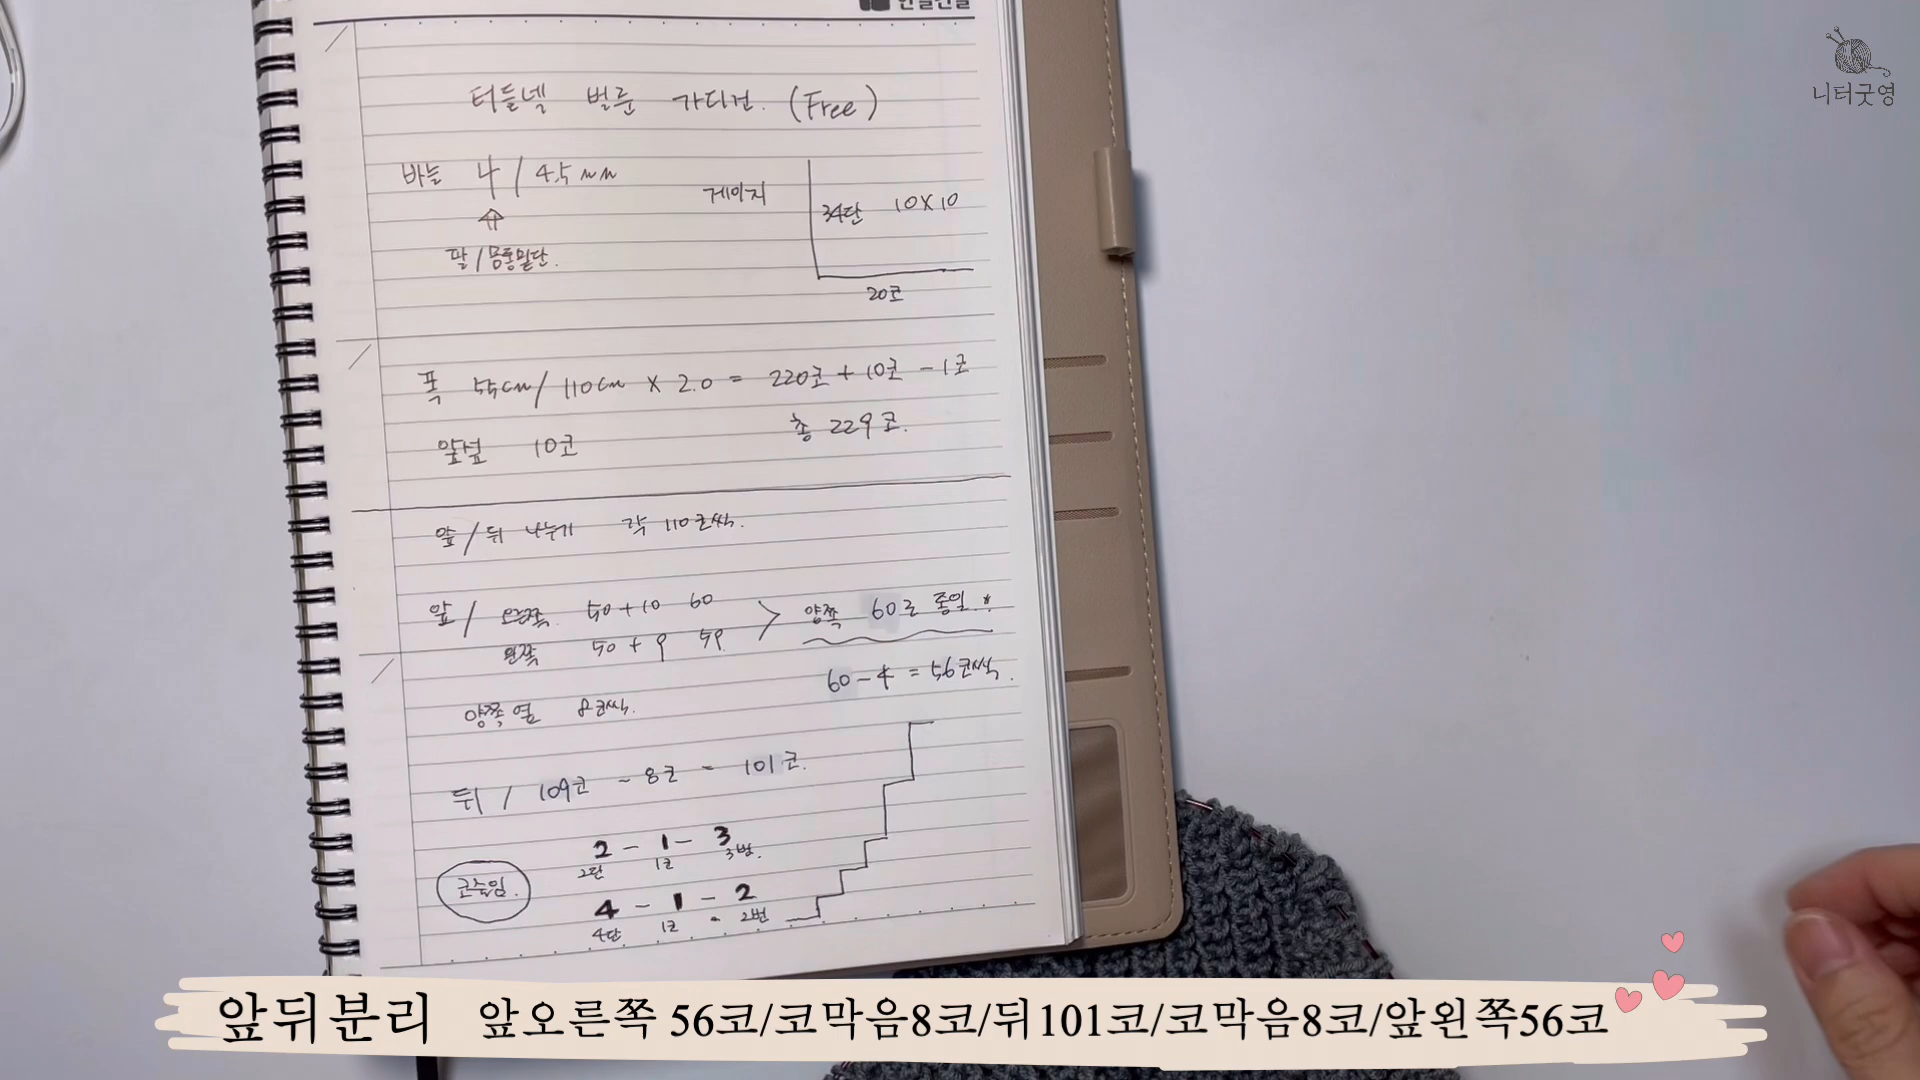 니터굿영
터틀넥 벌룬 가디건. (Free)
바늘 4 / 4.5 mm
팔 / 몸통밑단.
게이지
34단 10X10
20코
폭 55cm / 110cm X 2.0 = 220코 + 10코 - 1코
총 229코.
앞섶 10코
앞 / 뒤 나누기 각 110코씩.
앞 / 오른쪽. 50 + 10 60
왼쪽 50 + 9 59.
양쪽 60로 통일.
60 - 4 = 56코씩.
양쪽 옆 8코씩.
뒤 / 109코 - 8코 - 101코.
코줄임.
2 - 1 - 3
2단 1코 3번.
4 - 1 - 2
4단 1코 - 2번
앞뒤분리 앞오른쪽 56코/코막음8코/뒤101코/코막음8코/앞왼쪽56코